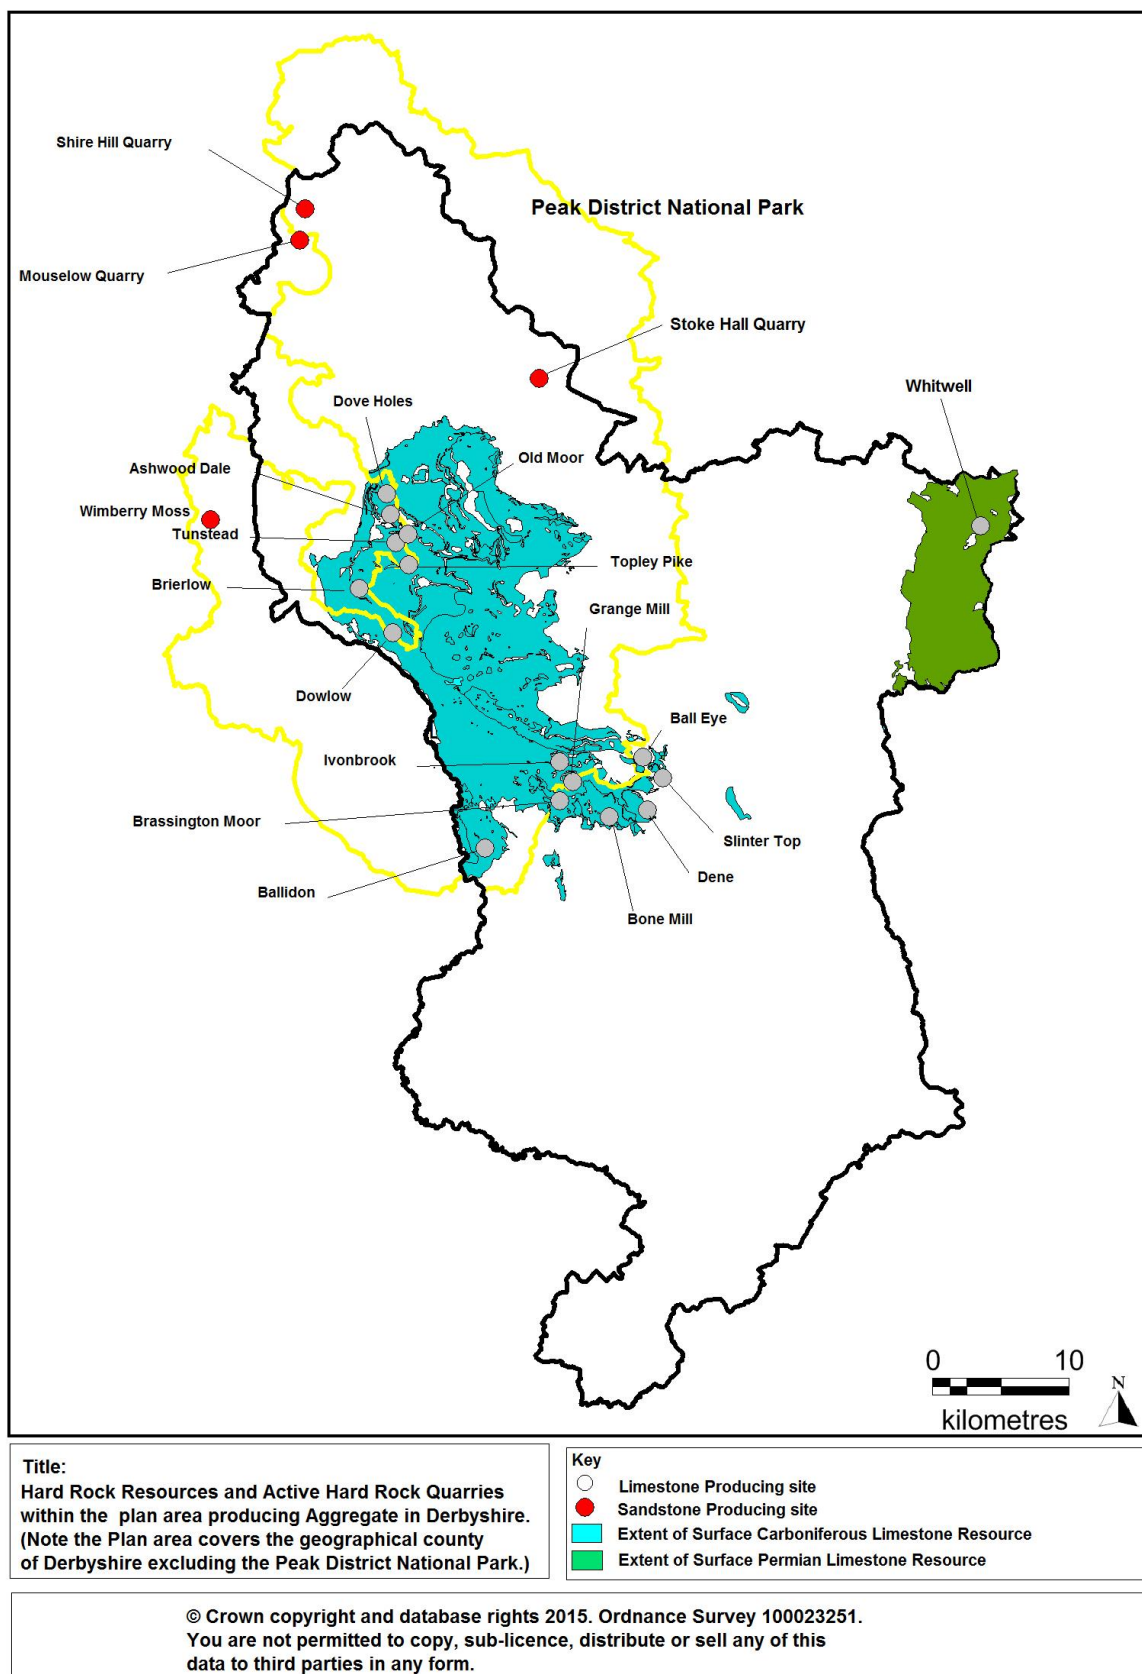 Shire Hill Quarry
Peak District National Park
Mouselow Quarry
Stoke Hall Quarry
Whitwell
Dove Holes
Old Moor
Ashwood Dale
Wimberry Moss
Tunstead
Topley Pike
Brierlow
Grange Mill
Dowlow
Ball Eye
Ivonbrook
Brassington Moor
Slinter Top
Dene
Ballidon
Bone Mill
0 10
N
kilometres
Title:
Hard Rock Resources and Active Hard Rock Quarries
within the plan area producing Aggregate in Derbyshire.
(Note the Plan area covers the geographical county
of Derbyshire excluding the Peak District National Park.)
Key
Limestone Producing site
Sandstone Producing site
Extent of Surface Carboniferous Limestone Resource
Extent of Surface Permian Limestone Resource
© Crown copyright and database rights 2015. Ordnance Survey 100023251.
You are not permitted to copy, sub-licence, distribute or sell any of this
data to third parties in any form.